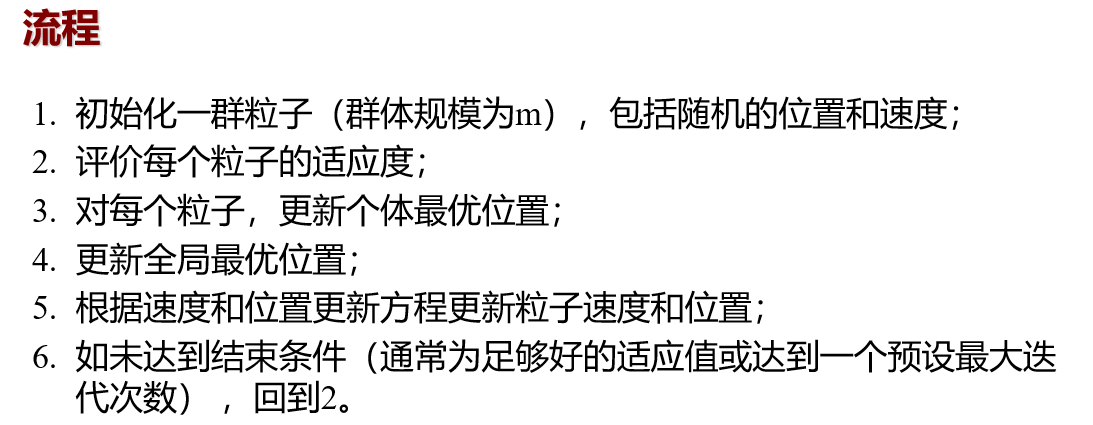 流程
1. 初始化一群粒子（群体规模为m），包括随机的位置和速度；
2. 评价每个粒子的适应度；
3. 对每个粒子，更新个体最优位置；
4. 更新全局最优位置；
5. 根据速度和位置更新方程更新粒子速度和位置；
6. 如未达到结束条件（通常为足够好的适应值或达到一个预设最大迭
代次数），回到2。